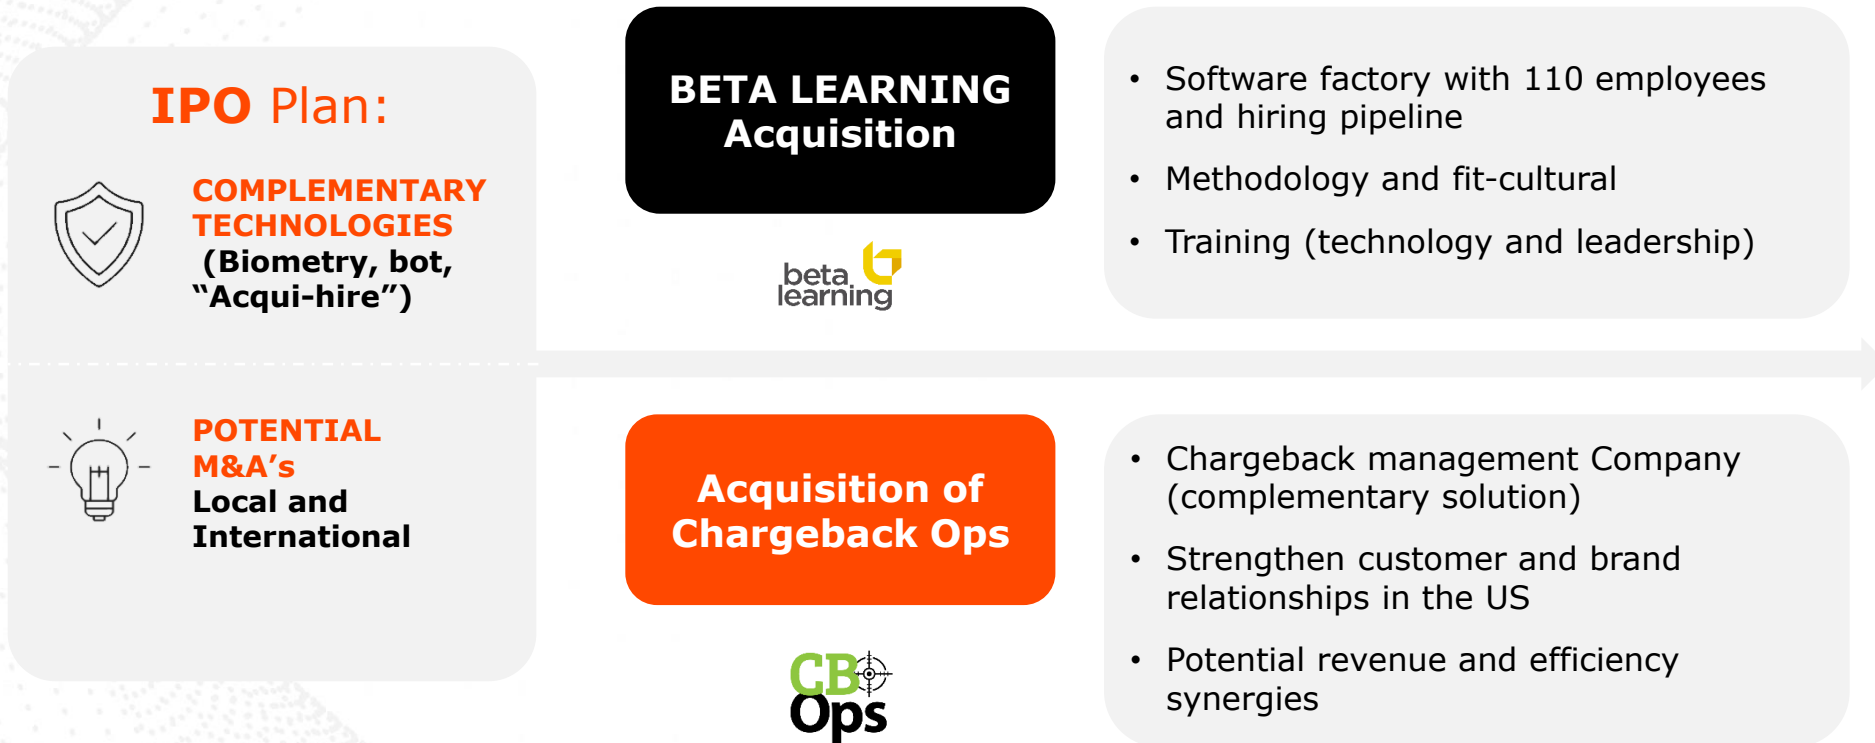 IPO Plan:
COMPLEMENTARY
TECHNOLOGIES
(Biometry, bot,
“Acqui-hire”)
POTENTIAL
M&A’s
Local and
International
BETA LEARNING
Acquisition
beta
learning
• Software factory with 110 employees
and hiring pipeline
• Methodology and fit-cultural
• Training (technology and leadership)
Acquisition of
Chargeback Ops
CB
Ops
• Chargeback management Company
(complementary solution)
• Strengthen customer and brand
relationships in the US
• Potential revenue and efficiency
synergies